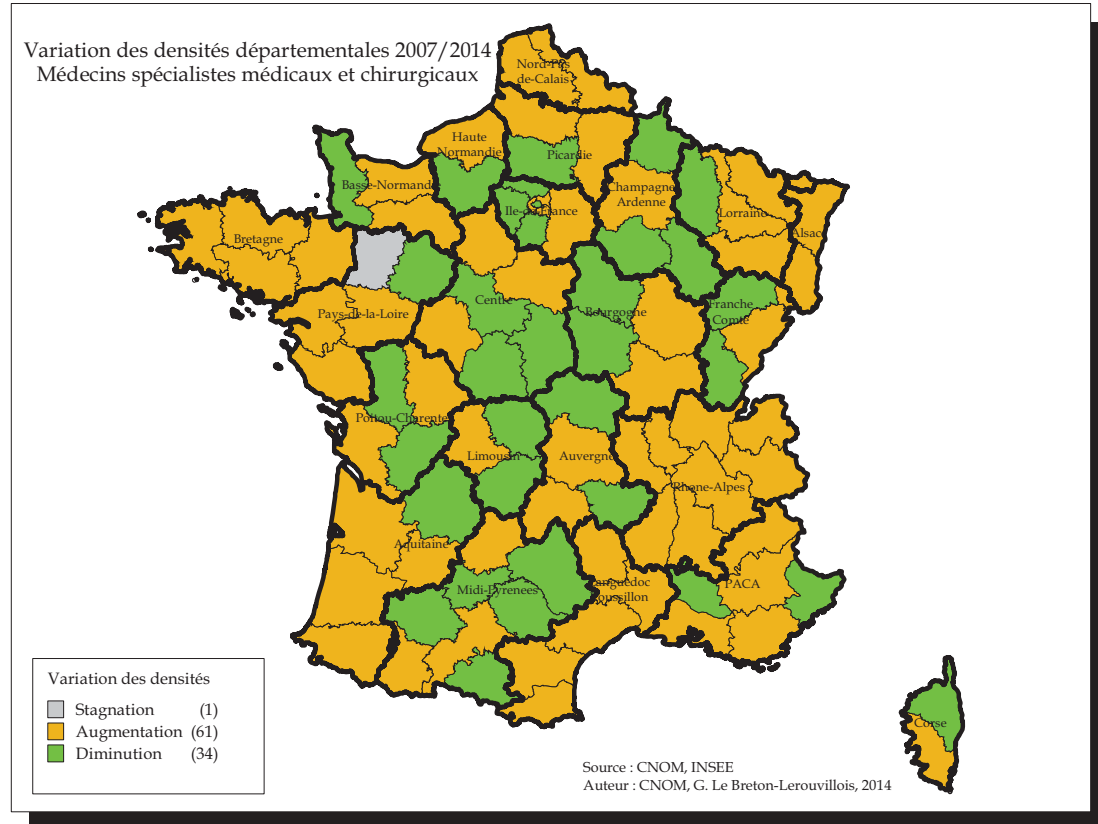 Variation des densités départementales 2007/2014
Médecins spécialistes médicaux et chirurgicaux
Nord-Pas
de-Calais
Haute
Normandie
Picardie
Basse-Normandie
Champagne
Ardenne
Ile-de-France
Lorraine
Alsace
Bretagne
Centre
Franche
Comté
Pays-de-la-Loire
Bourgogne
Poitou-Charentes
Limousin
Auvergne
Rhone-Alpes
Aquitaine
Midi-Pyrenees
Languedoc
Roussillon
PACA
Corse
Variation des densités
Stagnation (1)
Augmentation (61)
Diminution (34)
Source : CNOM, INSEE
Auteur : CNOM, G. Le Breton-Lerouvillois, 2014